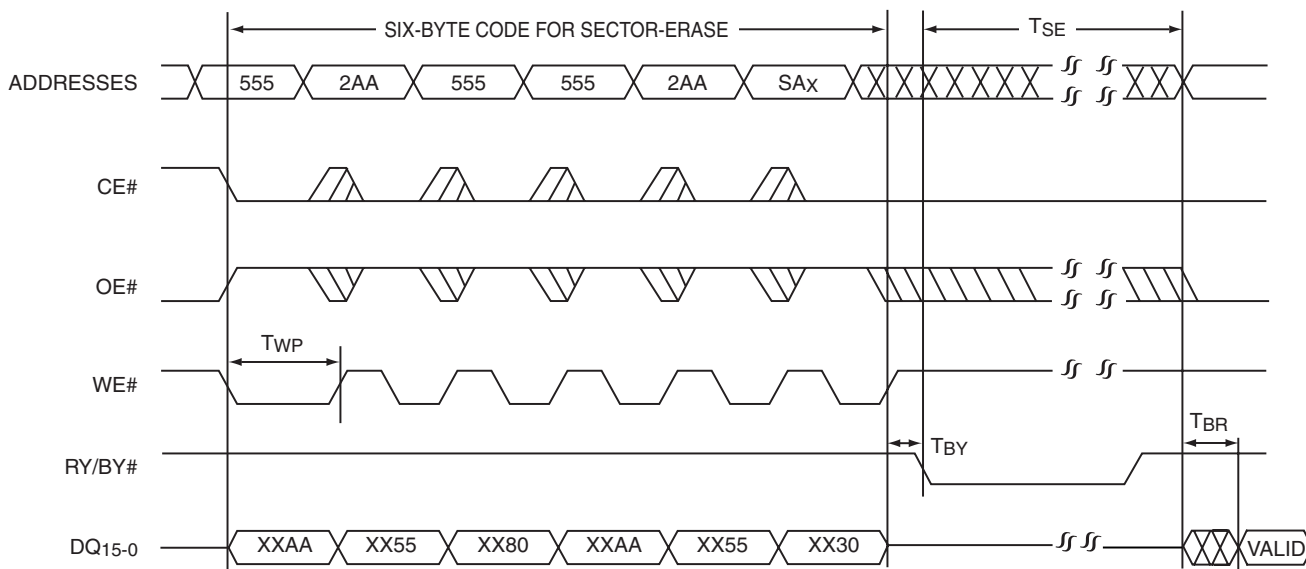 SIX-BYTE CODE FOR SECTOR-ERASE TSE
ADDRESSES 555 2AA 555 555 2AA SAX
CE#
OE#
TWP
WE#
TBR
TBY
RY/BY#
DQ15-0 XXAA XX55 XX80 XXAA XX55 XX30 VALID